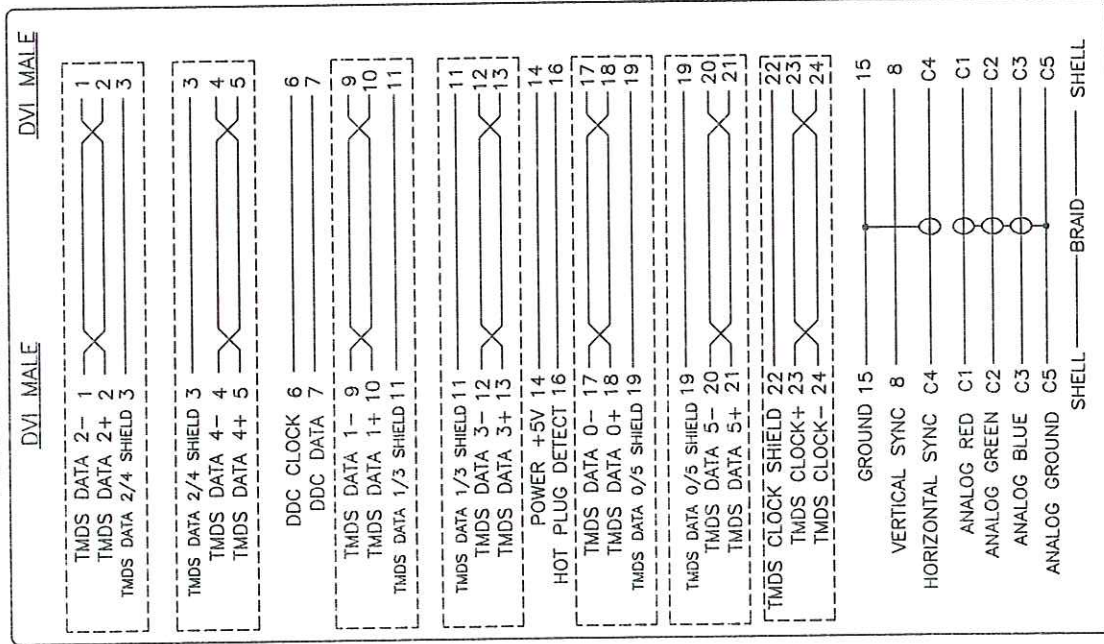 DVI MALE DVI MALE
TMDS DATA 2- 1 1
TMDS DATA 2+ 2 2
TMDS DATA 2/4 SHIELD 3 3
TMDS DATA 2/4 SHIELD 3 3
TMDS DATA 4- 4 4
TMDS DATA 4+ 5 5
DDC CLOCK 6 6
DDC DATA 7 7
TMDS DATA 1- 9 9
TMDS DATA 1+ 10 10
TMDS DATA 1/3 SHIELD 11 11
TMDS DATA 1/3 SHIELD 11 11
TMDS DATA 3- 12 12
TMDS DATA 3+ 13 13
POWER +5V 14 14
HOT PLUG DETECT 16 16
TMDS DATA 0- 17 17
TMDS DATA 0+ 18 18
TMDS DATA 0/5 SHIELD 19 19
TMDS DATA 0/5 SHIELD 19 19
TMDS DATA 5- 20 20
TMDS DATA 5+ 21 21
TMDS CLOCK SHIELD 22 22
TMDS CLOCK+ 23 23
TMDS CLOCK- 24 24
GROUND 15 15
VERTICAL SYNC 8 8
HORIZONTAL SYNC C4 C4
ANALOG RED C1 C1
ANALOG GREEN C2 C2
ANALOG BLUE C3 C3
ANALOG GROUND C5 C5
SHELL BRAID SHELL